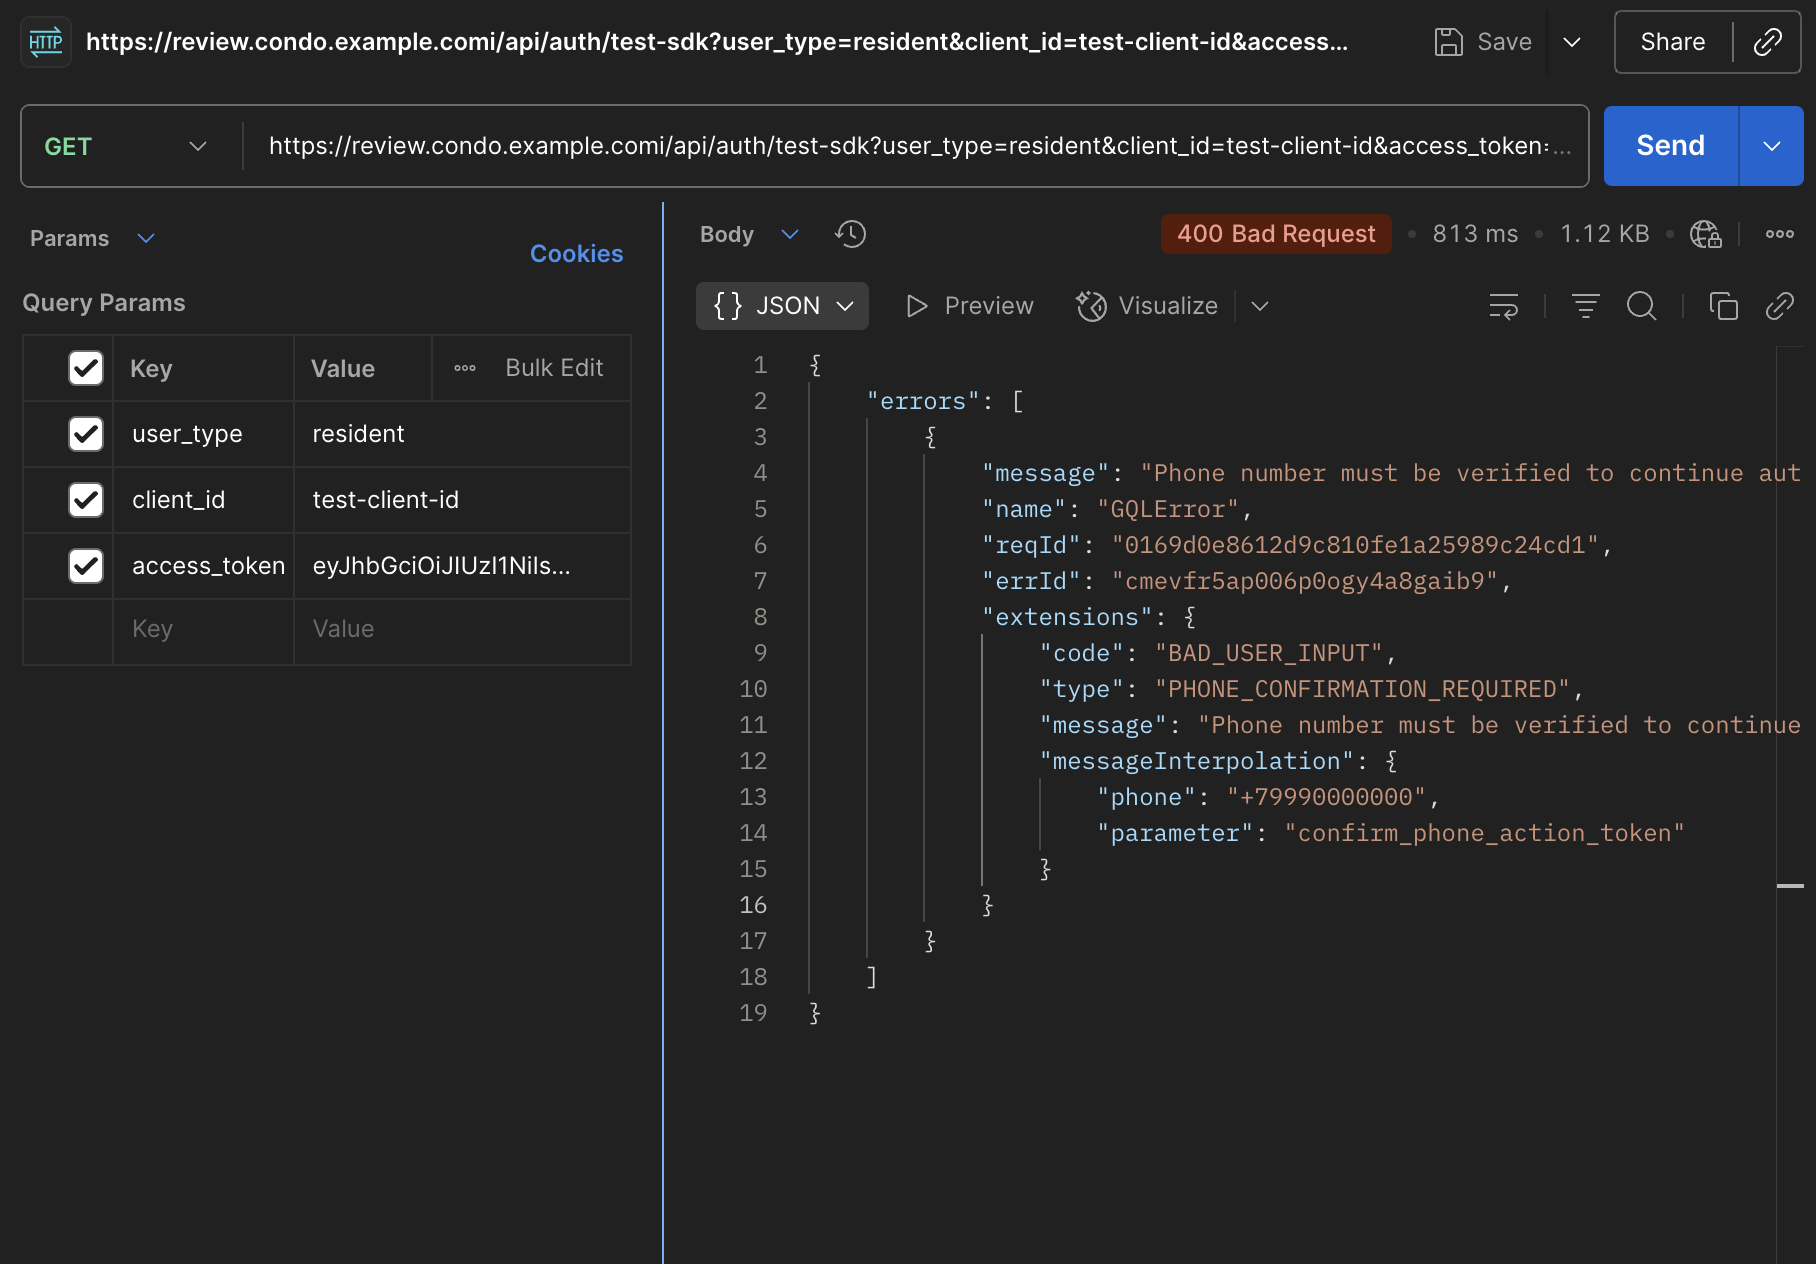 HTTP https://review.condo.example.comi/api/auth/test-sdk?user_type=resident&client_id=test-client-id&access... Save Share
GET https://review.condo.example.comi/api/auth/test-sdk?user_type=resident&client_id=test-client-id&access_token=... Send
Params
Cookies
Query Params
Key Value Bulk Edit
user_type resident
client_id test-client-id
access_token eyJhbGciOiJIUzI1NiIs...
Key Value
Body 400 Bad Request • 813 ms • 1.12 KB •
{} JSON Preview Visualize
1 {
2 "errors": [
3 {
4 "message": "Phone number must be verified to continue aut
5 "name": "GQLError",
6 "reqId": "0169d0e8612d9c810fe1a25989c24cd1",
7 "errId": "cmevfr5ap006p0ogy4a8gaib9",
8 "extensions": {
9 "code": "BAD_USER_INPUT",
10 "type": "PHONE_CONFIRMATION_REQUIRED",
11 "message": "Phone number must be verified to continue
12 "messageInterpolation": {
13 "phone": "+79990000000",
14 "parameter": "confirm_phone_action_token"
15 }
16 }
17 }
18 ]
19 }